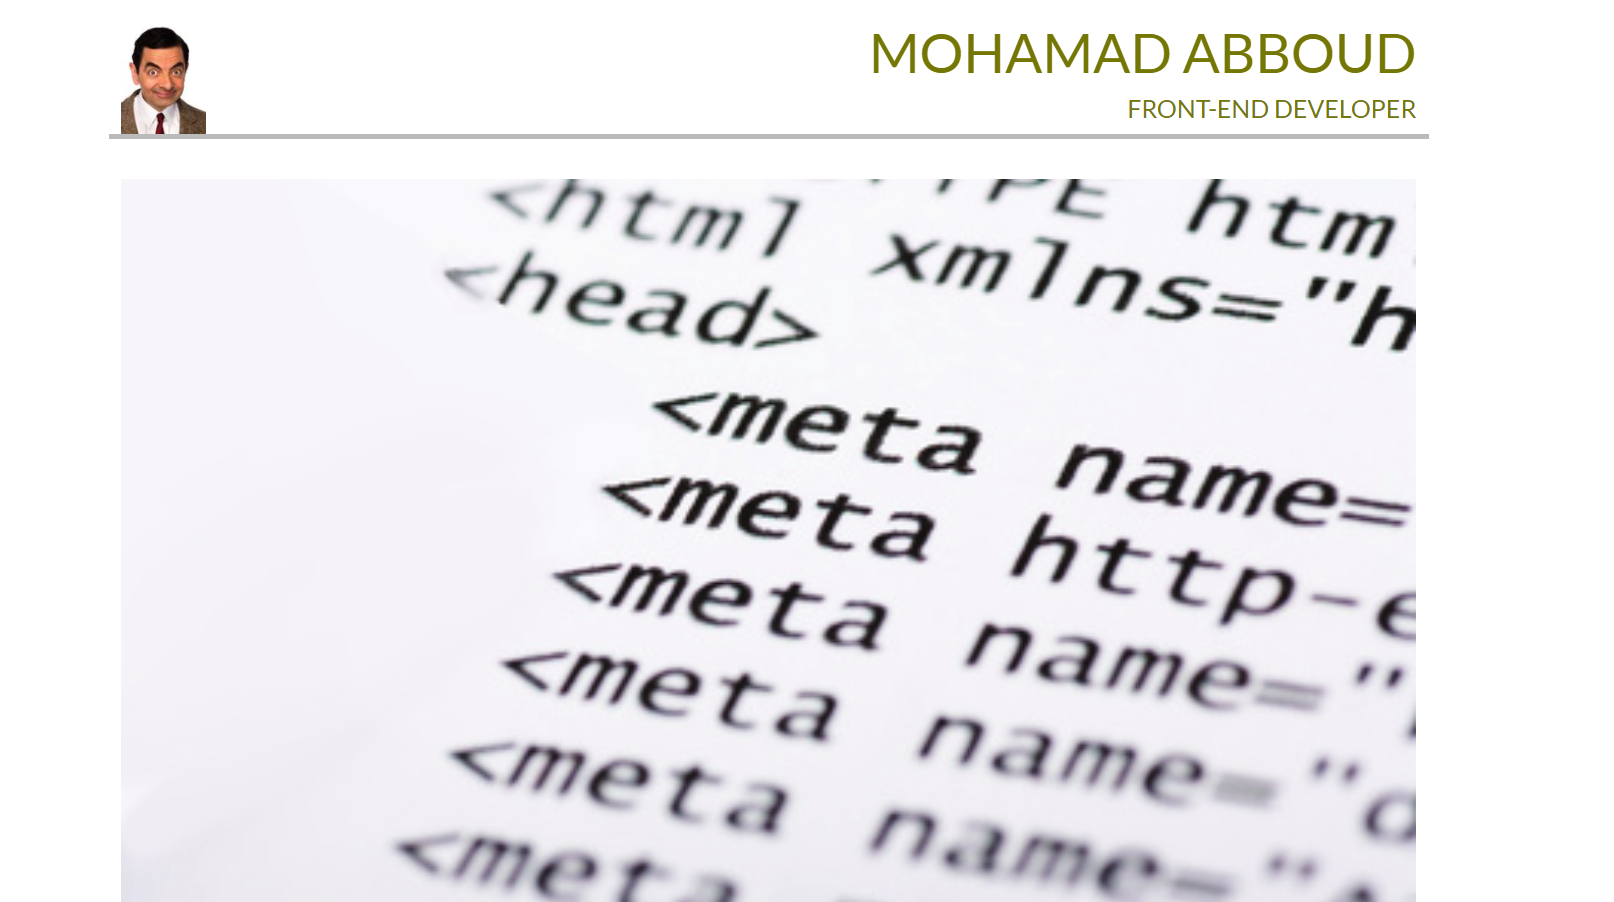 MOHAMAD ABBOUD
FRONT-END DEVELOPER
htm
<html xmlns="h
<head>
<meta name=
<meta http-e
<meta name="
<meta name="d
<meta name="
<meta